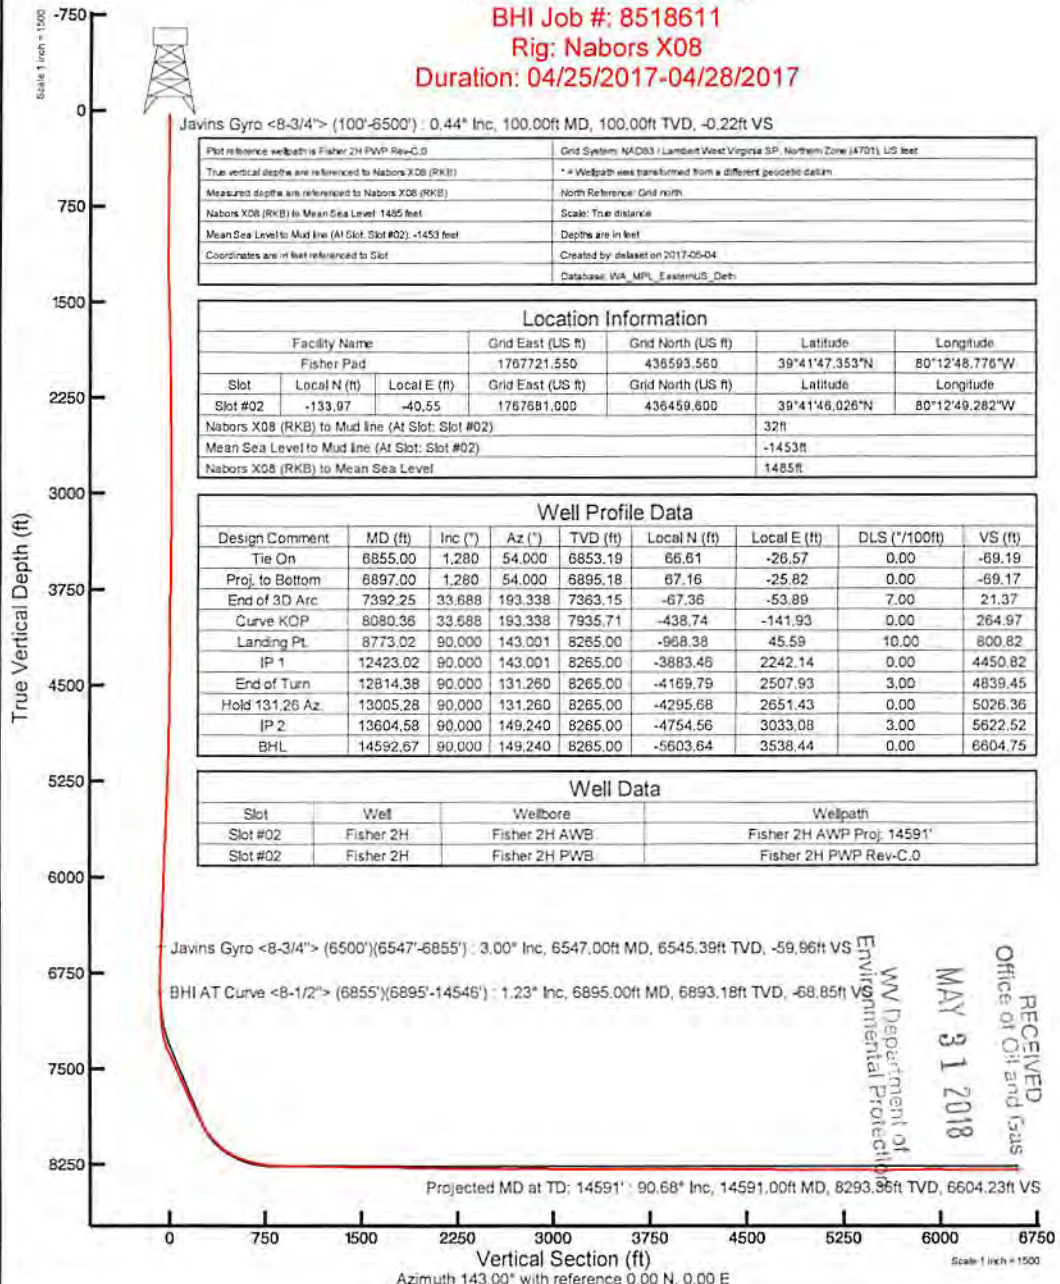 BHI Job #: 8518611
Rig: Nabors X08
Duration: 04/25/2017-04/28/2017
Scale 1 inch = 1500
-750
0
750
1500
2250
3000
3750
4500
5250
6000
6750
7500
8250
True Vertical Depth (ft)
Javins Gyro <8-3/4"> (100'-6500') : 0.44° Inc, 100.00ft MD, 100.00ft TVD, -0.22ft VS
Plot reference wellpath is Fisher 2H PWP Rev-C.0 Grid System: NAD83 / Lambert West Virginia SP, Northern Zone (4701), US feet
True vertical depths are referenced to Nabors X08 (RKB) * = Wellpath was transformed from a different geodetic datum
Measured depths are referenced to Nabors X08 (RKB) North Reference: Grid north
Nabors X08 (RKB) to Mean Sea Level: 1485 feet Scale: True distance
Mean Sea Level to Mud line (At Slot: Slot #02): -1453 feet Depths are in feet
Coordinates are in feet referenced to Slot Created by: on 2017-05-04
Database: WA_MPL_EasternUS_Defn
Location Information
Facility Name Grid East (US ft) Grid North (US ft) Latitude Longitude
Fisher Pad 1767721.550 436593.560 39°41'47.353"N 80°12'48.776"W
Slot Local N (ft) Local E (ft) Grid East (US ft) Grid North (US ft) Latitude Longitude
Slot #02 -133.97 -40.55 1767681.000 436459.600 39°41'46.026"N 80°12'49.282"W
Nabors X08 (RKB) to Mud line (At Slot: Slot #02) 32ft
Mean Sea Level to Mud line (At Slot: Slot #02) -1453ft
Nabors X08 (RKB) to Mean Sea Level 1485ft
Well Profile Data
Design Comment MD (ft) Inc (°) Az (°) TVD (ft) Local N (ft) Local E (ft) DLS (°/100ft) VS (ft)
Tie On 6855.00 1.280 54.000 6853.19 66.61 -26.57 0.00 -69.19
Proj. to Bottom 6897.00 1.280 54.000 6895.18 67.16 -25.82 0.00 -69.17
End of 3D Arc 7392.25 33.688 193.338 7363.15 -67.36 -53.89 7.00 21.37
Curve KOP 8080.36 33.688 193.338 7935.71 -438.74 -141.93 0.00 264.97
Landing Pt. 8773.02 90.000 143.001 8265.00 -968.38 45.59 10.00 800.82
IP 1 12423.02 90.000 143.001 8265.00 -3883.46 2242.14 0.00 4450.82
End of Turn 12814.38 90.000 131.260 8265.00 -4169.79 2507.93 3.00 4839.45
Hold 131.26 Az. 13005.28 90.000 131.260 8265.00 -4295.68 2651.43 0.00 5026.36
IP 2 13604.58 90.000 149.240 8265.00 -4754.56 3033.08 3.00 5622.52
BHL 14592.67 90.000 149.240 8265.00 -5603.64 3538.44 0.00 6604.75
Well Data
Slot Well Wellbore Wellpath
Slot #02 Fisher 2H Fisher 2H AWB Fisher 2H AWP Proj: 14591'
Slot #02 Fisher 2H Fisher 2H PWB Fisher 2H PWP Rev-C.0
Javins Gyro <8-3/4"> (6500')(6547'-6855') : 3.00° Inc, 6547.00ft MD, 6545.39ft TVD, -59.96ft VS
BHI AT Curve <8-1/2"> (6855')(6895'-14546') : 1.23° Inc, 6895.00ft MD, 6893.18ft TVD, -68.85ft VS
RECEIVED
Office of Oil and Gas
MAY 31 2018
WV Department of
Environmental Protection
Projected MD at TD: 14591' : 90.68° Inc, 14591.00ft MD, 8293.36ft TVD, 6604.23ft VS
0 750 1500 2250 3000 3750 4500 5250 6000 6750
Vertical Section (ft)
Scale 1 inch = 1500
Azimuth 143.00° with reference 0.00 N, 0.00 E